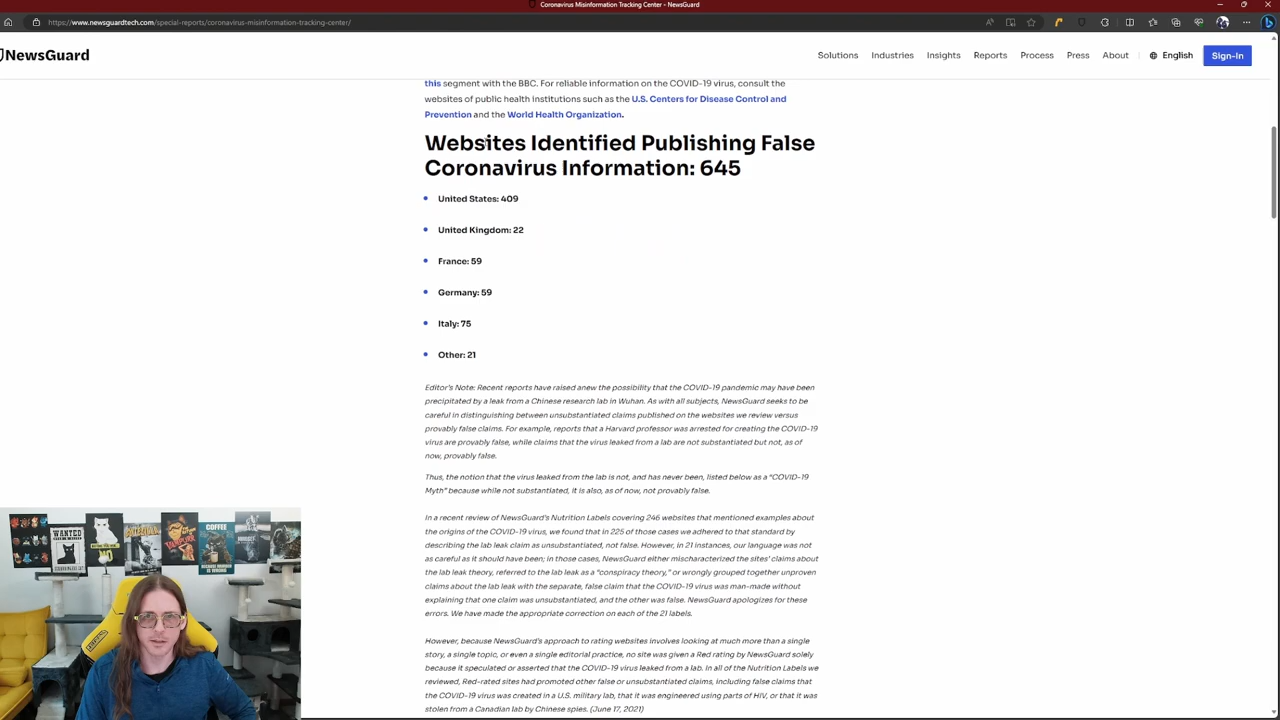 Coronavirus Misinformation Tracking Center - NewsGuard
https://www.newsguardtech.com/special-reports/coronavirus-misinformation-tracking-center/
NewsGuard
Solutions Industries Insights Reports Process Press About English Sign-In
this segment with the BBC. For reliable information on the COVID-19 virus, consult the
websites of public health institutions such as the U.S. Centers for Disease Control and
Prevention and the World Health Organization.
Websites Identified Publishing False
Coronavirus Information: 645
United States: 409
United Kingdom: 22
France: 59
Germany: 59
Italy: 75
Other: 21
Editor's Note: Recent reports have raised anew the possibility that the COVID-19 pandemic may have been
precipitated by a leak from a Chinese research lab in Wuhan. As with all subjects, NewsGuard seeks to be
careful in distinguishing between unsubstantiated claims published on the websites we review versus
provably false claims. For example, reports that a Harvard professor was arrested for creating the COVID-19
virus are provably false, while claims that the virus leaked from a lab are not substantiated but not, as of
now, provably false.
Thus, the notion that the virus leaked from the lab is not, and has never been, listed below as a "COVID-19
Myth" because while not substantiated, it is also, as of now, not provably false.
In a recent review of NewsGuard's Nutrition Labels covering 246 websites that mentioned examples about
the origins of the COVID-19 virus, we found that in 225 of those cases we adhered to that standard by
describing the lab leak claim as unsubstantiated, not false. However, in 21 instances, our language was not
as careful as it should have been; in those cases, NewsGuard either mischaracterized the sites' claims about
the lab leak theory, referred to the lab leak as a "conspiracy theory," or wrongly grouped together unproven
claims about the lab leak with the separate, false claim that the COVID-19 virus was man-made without
explaining that one claim was unsubstantiated, and the other was false. NewsGuard apologizes for these
errors. We have made the appropriate correction on each of the 21 labels.
However, because NewsGuard's approach to rating websites involves looking at much more than a single
story, a single topic, or even a single editorial practice, no site was given a Red rating by NewsGuard solely
because it speculated or asserted that the COVID-19 virus leaked from a lab. In all of the Nutrition Labels we
reviewed, Red-rated sites had promoted other false or unsubstantiated claims, including false claims that
the COVID-19 virus was created in a U.S. military lab, that it was engineered using parts of HIV, or that it was
stolen from a Canadian lab by Chinese spies. (June 17, 2021)
WANTED
COFFEE